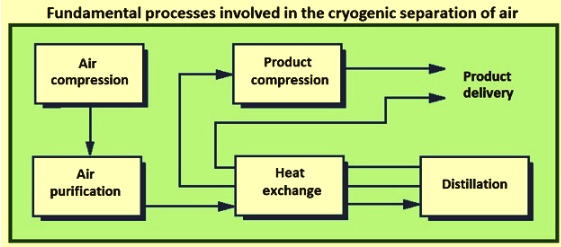 Fundamental processes involved in the cryogenic separation of air
Air
compression
Product
compression
Product
delivery
Air
purification
Heat
exchange
Distillation